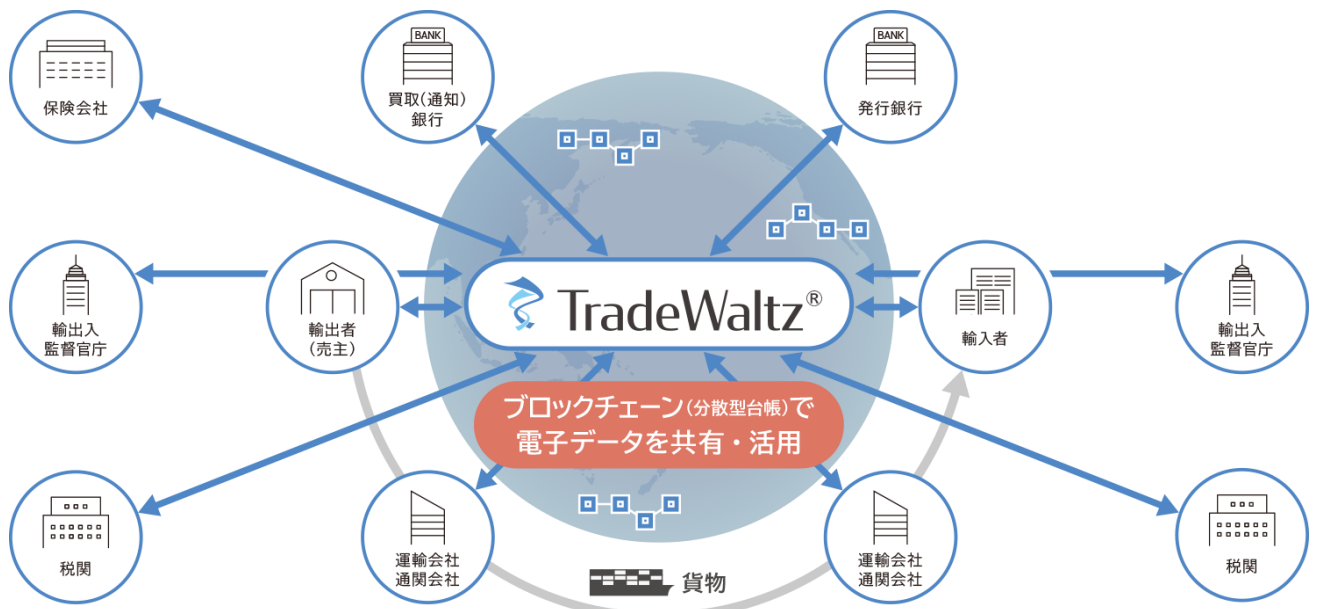 BANK
BANK
保険会社
買取(通知)
銀行
発行銀行
TradeWaltz®
輸出入
監督官庁
輸出者
(売主)
輸入者
輸出入
監督官庁
ブロックチェーン(分散型台帳)で
電子データを共有・活用
税関
運輸会社
通関会社
貨物
運輸会社
通関会社
税関